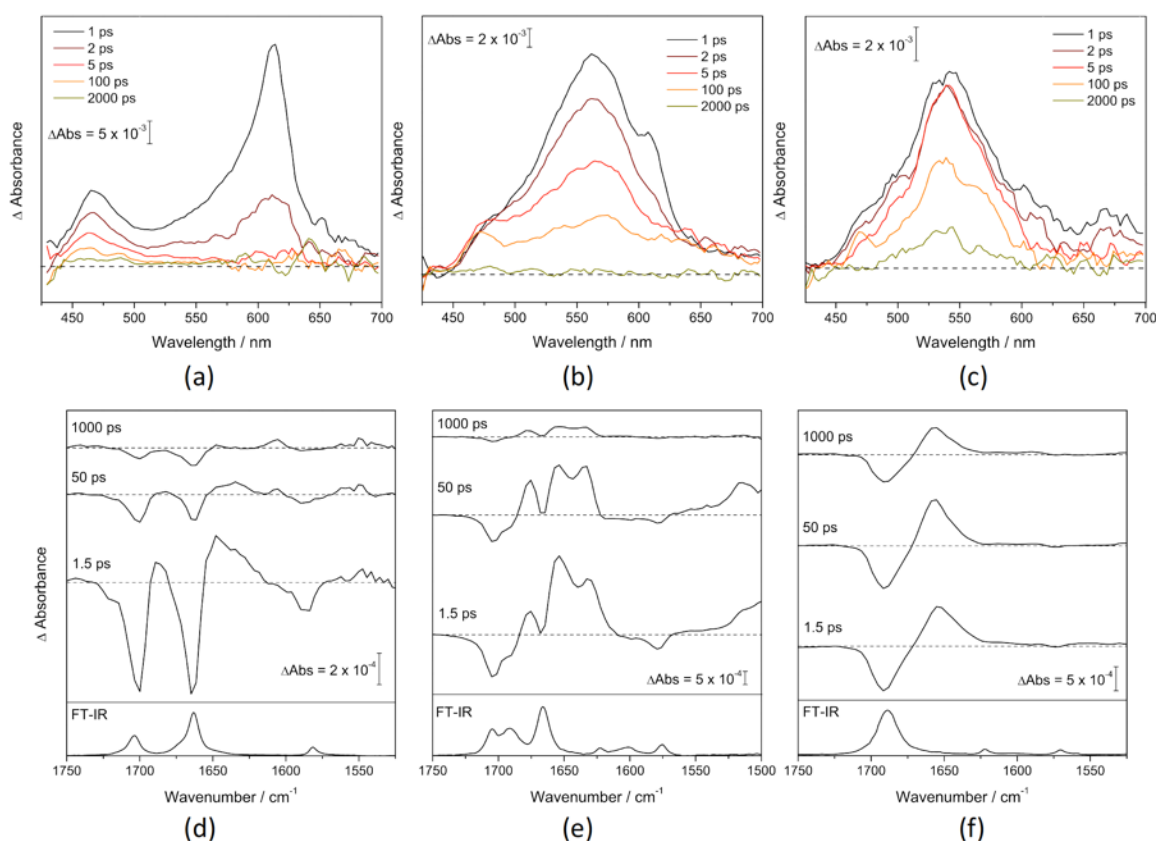 1 ps
2 ps
5 ps
100 ps
2000 ps
ΔAbs = 5 x 10⁻³
Δ Absorbance
450 500 550 600 650 700
Wavelength / nm
(a)
ΔAbs = 2 x 10⁻³
1 ps
2 ps
5 ps
100 ps
2000 ps
Δ Absorbance
450 500 550 600 650 700
Wavelength / nm
(b)
ΔAbs = 2 x 10⁻³
1 ps
2 ps
5 ps
100 ps
2000 ps
Δ Absorbance
450 500 550 600 650 700
Wavelength / nm
(c)
1000 ps
50 ps
1.5 ps
ΔAbs = 2 x 10⁻⁴
FT-IR
Δ Absorbance
1750 1700 1650 1600 1550
Wavenumber / cm⁻¹
(d)
1000 ps
50 ps
1.5 ps
ΔAbs = 5 x 10⁻⁴
FT-IR
1750 1700 1650 1600 1550 1500
Wavenumber / cm⁻¹
(e)
1000 ps
50 ps
1.5 ps
ΔAbs = 5 x 10⁻⁴
FT-IR
1750 1700 1650 1600 1550
Wavenumber / cm⁻¹
(f)